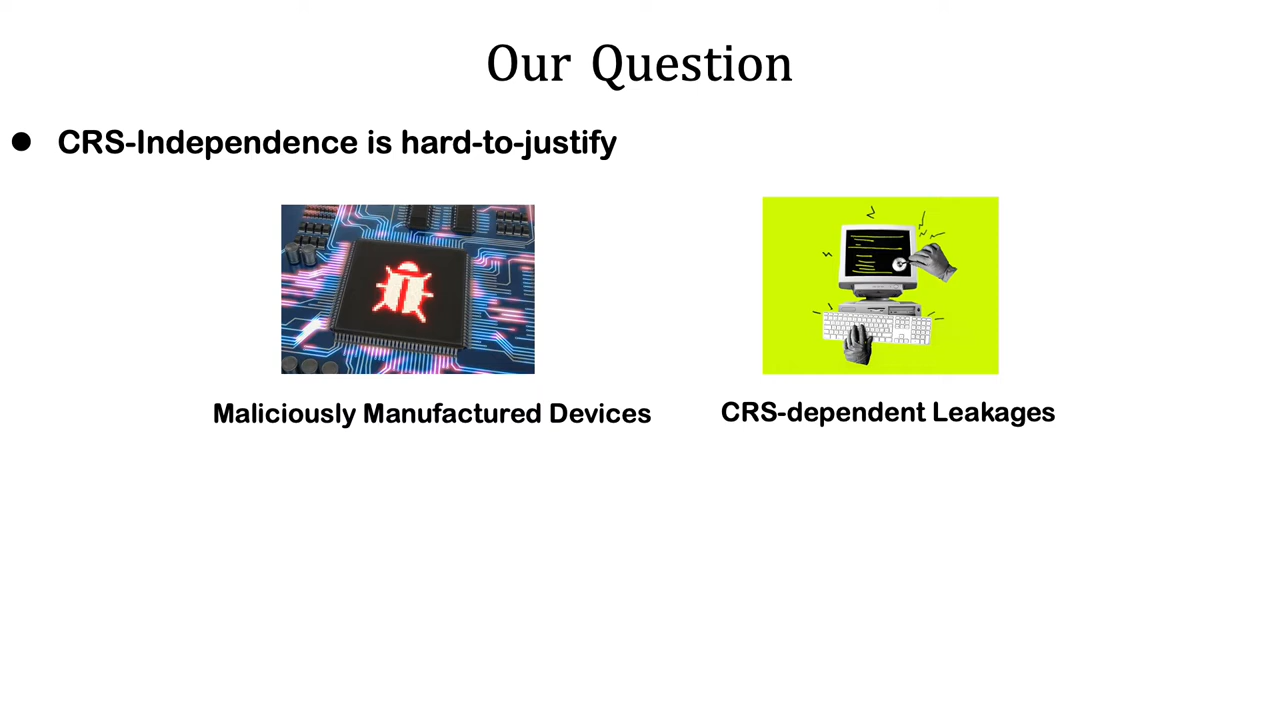 Our Question
● CRS-Independence is hard-to-justify
Maliciously Manufactured Devices
CRS-dependent Leakages